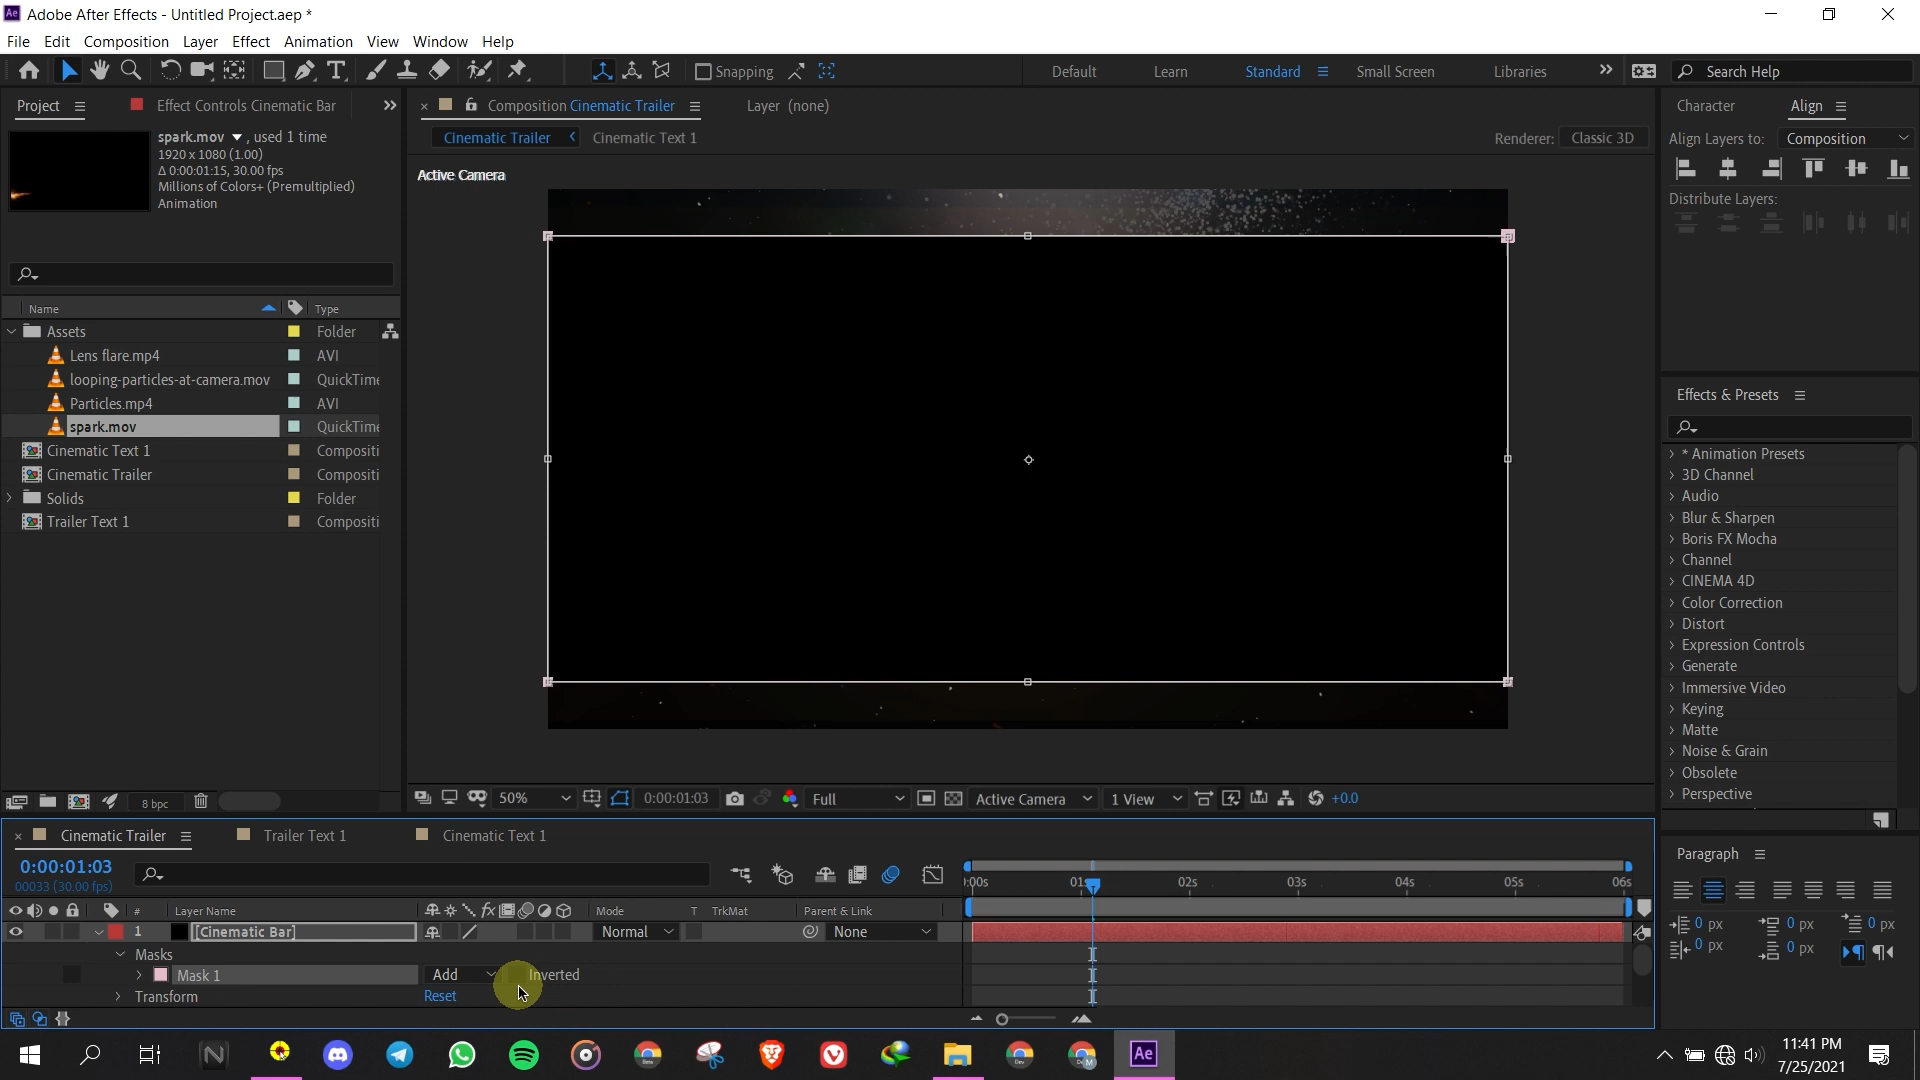 Adobe After Effects - Untitled Project.aep *
File Edit Composition Layer Effect Animation View Window Help
Snapping
Default Learn Standard Small Screen Libraries
Search Help
Project
Effect Controls Cinematic Bar
Composition Cinematic Trailer
Layer (none)
Character Align
spark.mov , used 1 time
1920 x 1080 (1.00)
Δ 0:00:01:15, 30.00 fps
Millions of Colors+ (Premultiplied)
Animation
Cinematic Trailer Cinematic Text 1
Renderer: Classic 3D
Active Camera
Align Layers to: Composition
Distribute Layers:
Name Type
Assets Folder
Lens flare.mp4 AVI
looping-particles-at-camera.mov QuickTime
Particles.mp4 AVI
spark.mov QuickTime
Cinematic Text 1 Compositi
Cinematic Trailer Compositi
Solids Folder
Trailer Text 1 Compositi
8 bpc
Effects & Presets
* Animation Presets
3D Channel
Audio
Blur & Sharpen
Boris FX Mocha
Channel
CINEMA 4D
Color Correction
Distort
Expression Controls
Generate
Immersive Video
Keying
Matte
Noise & Grain
Obsolete
Perspective
50% 0:00:01:03 Full Active Camera 1 View +0.0
Cinematic Trailer Trailer Text 1 Cinematic Text 1
0:00:01:03
00033 (30.00 fps)
):00s 01s 02s 03s 04s 05s 06s
# Layer Name fx Mode T TrkMat Parent & Link
1 [Cinematic Bar] Normal None
Masks
Mask 1 Add Inverted
Transform Reset
Paragraph
0 px 0 px 0 px
0 px 0 px
Ae
11:41 PM
7/25/2021